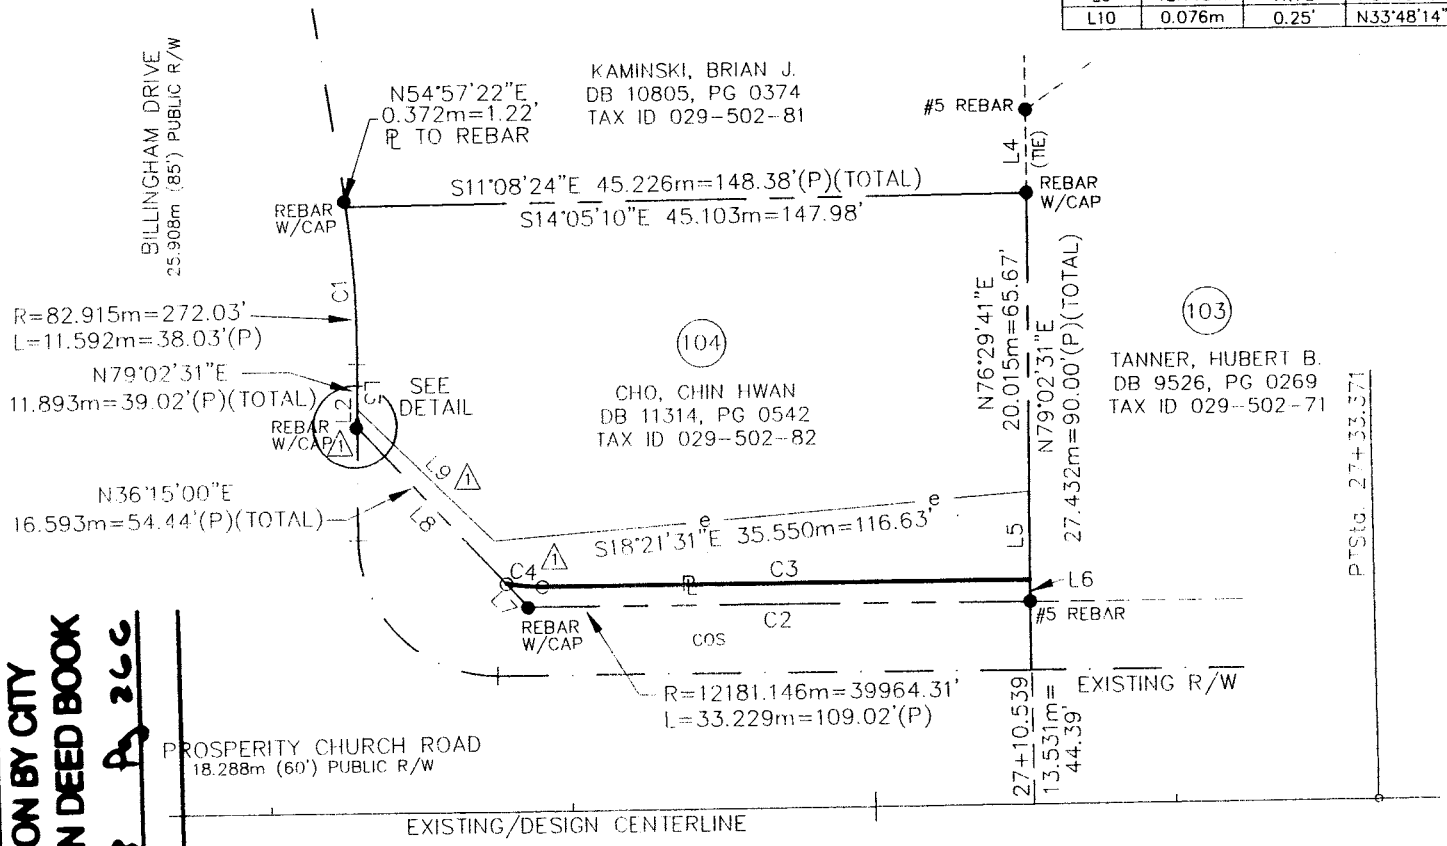 L10 0.076m 0.25' N33°48'14"
BILLINGHAM DRIVE
25.908m (85') PUBLIC R/W
N54°57'22"E
0.372m=1.22'
PL TO REBAR
KAMINSKI, BRIAN J.
DB 10805, PG 0374
TAX ID 029-502-81
#5 REBAR
L4
(TIE)
REBAR
W/CAP
S11°08'24"E 45.226m=148.38'(P)(TOTAL)
S14°05'10"E 45.103m=147.98'
REBAR
W/CAP
C1
R=82.915m=272.03'
L=11.592m=38.03'(P)
N79°02'31"E
11.893m=39.02'(P)(TOTAL)
L2
L3
SEE
DETAIL
REBAR
W/CAP
1
104
CHO, CHIN HWAN
DB 11314, PG 0542
TAX ID 029-502-82
N76°29'41"E
20.015m=65.67'
N79°02'31"E
27.432m=90.00'(P)(TOTAL)
103
TANNER, HUBERT B.
DB 9526, PG 0269
TAX ID 029-502-71
PTSta. 27+33.371
N36°15'00"E
16.593m=54.44'(P)(TOTAL)
L9 1
L8
e
e
S18°21'31"E 35.550m=116.63'
L5
1
C4
C3
L6
L7
PL
REBAR
W/CAP
C2
#5 REBAR
COS
R=12181.146m=39964.31'
L=33.229m=109.02'(P)
EXISTING R/W
27+10.539
13.531m=
44.39'
PROSPERITY CHURCH ROAD
18.288m (60') PUBLIC R/W
EXISTING/DESIGN CENTERLINE
ON BY CITY
N DEED BOOK
Pg 266